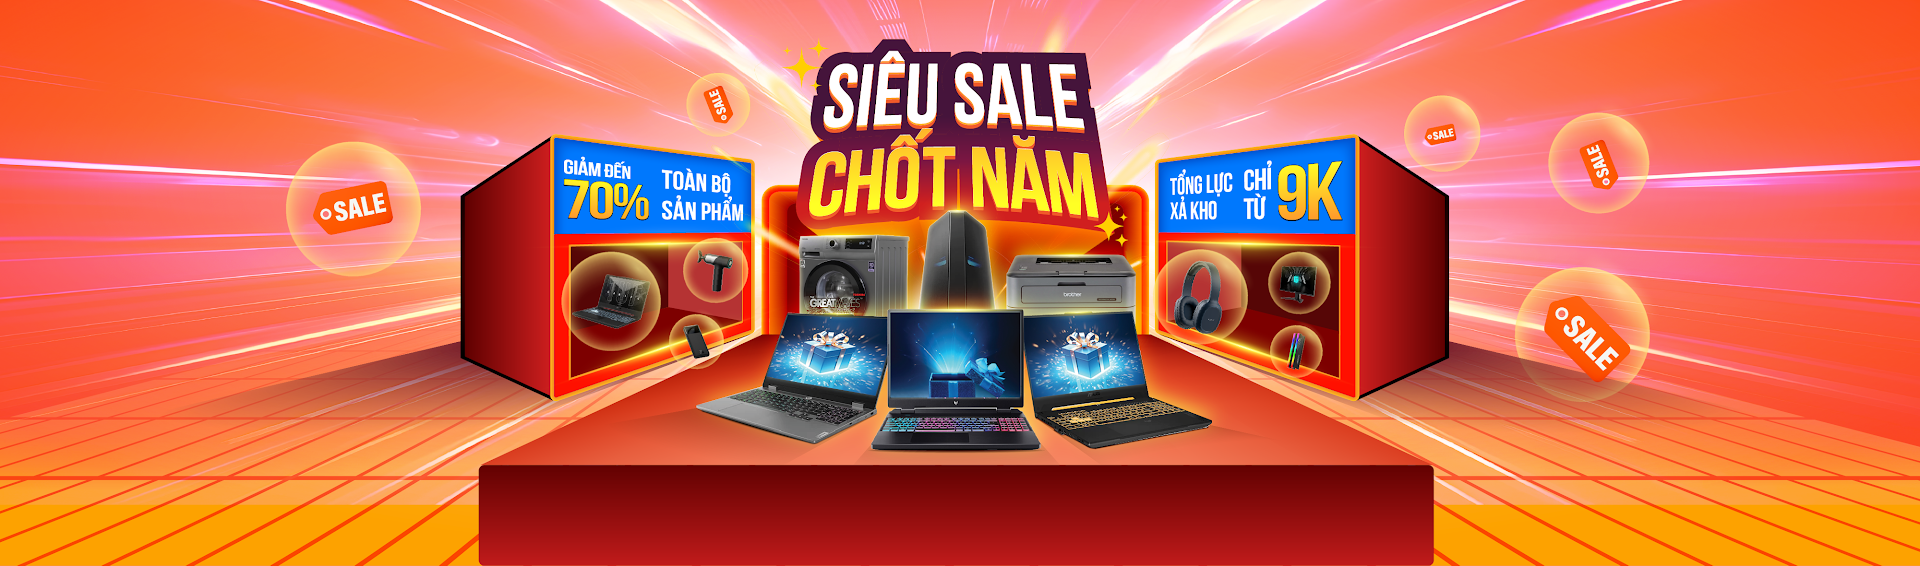 SIÊU SALE
CHỐT NĂM
GIẢM ĐẾN
70%
TOÀN BỘ
SẢN PHẨM
TỔNG LỰC
XẢ KHO
CHỈ
TỪ
9K
SALE
SALE
SALE
SALE
SALE
brother